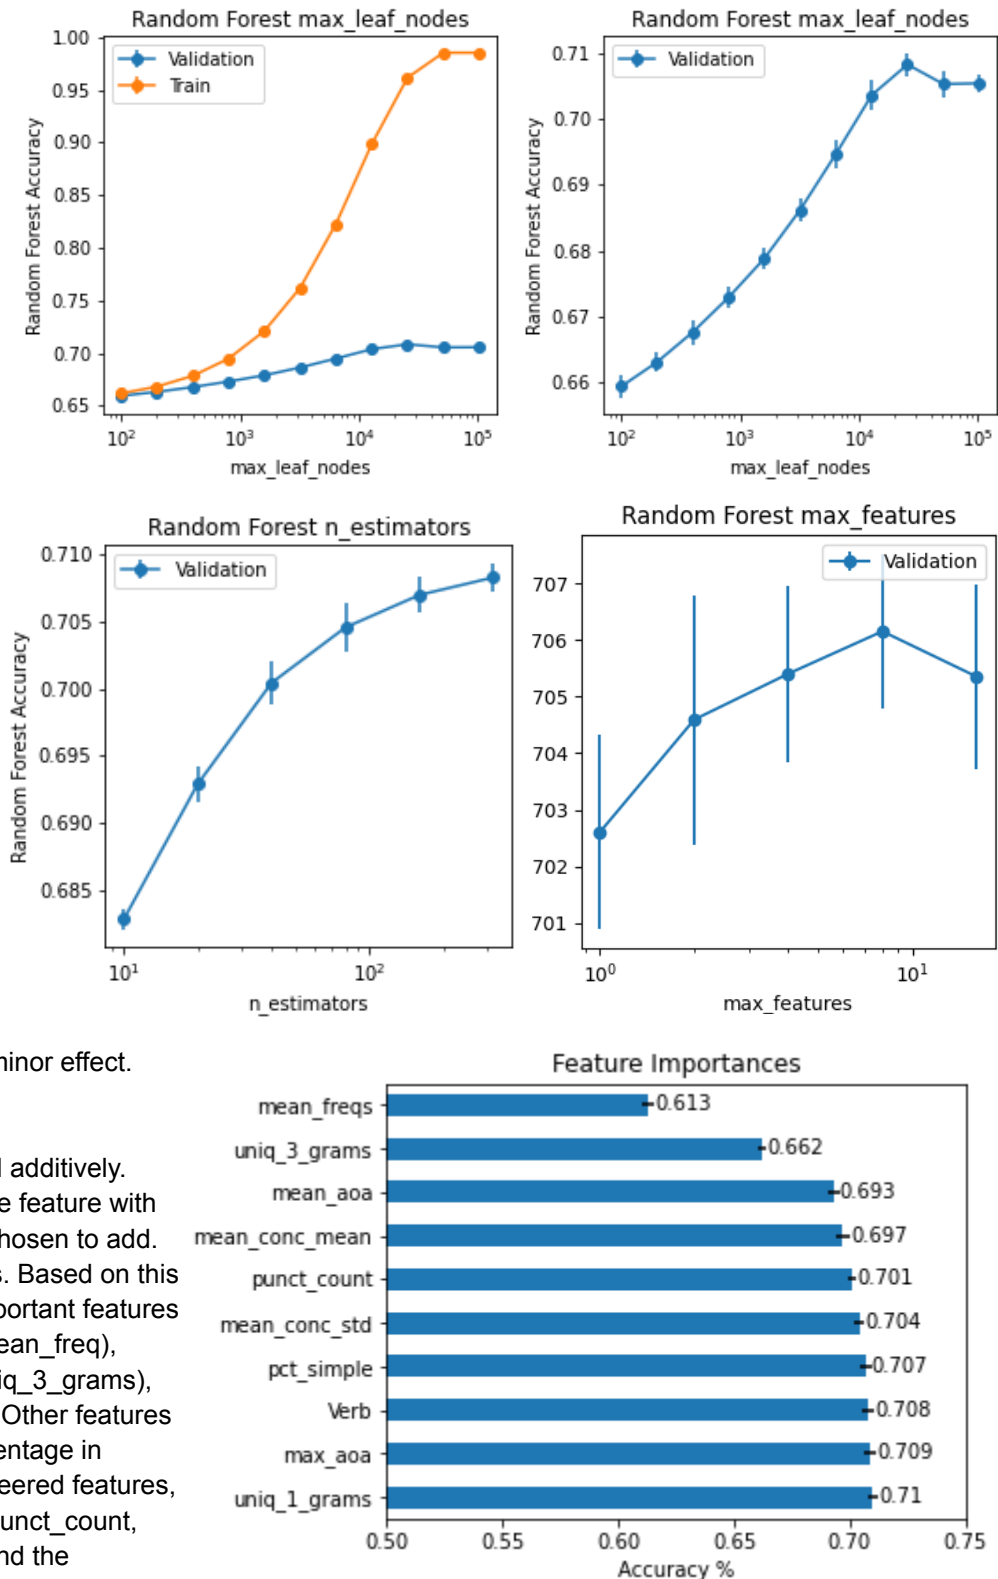 Random Forest max_leaf_nodes
1.00
0.95
0.90
0.85
0.80
0.75
0.70
0.65
Validation
Train
Random Forest Accuracy
10²
10³
10⁴
10⁵
max_leaf_nodes
Random Forest max_leaf_nodes
0.71
0.70
0.69
0.68
0.67
0.66
Validation
Random Forest Accuracy
10²
10³
10⁴
10⁵
max_leaf_nodes
Random Forest n_estimators
0.710
0.705
0.700
0.695
0.690
0.685
Validation
Random Forest Accuracy
10¹
10²
n_estimators
Random Forest max_features
707
706
705
704
703
702
701
Validation
10⁰
10¹
max_features
minor effect.
additively.
e feature with
hosen to add.
s. Based on this
portant features
ean_freq),
iq_3_grams),
Other features
entage in
eered features,
unct_count,
nd the
Feature Importances
mean_freqs 0.613
uniq_3_grams 0.662
mean_aoa 0.693
mean_conc_mean 0.697
punct_count 0.701
mean_conc_std 0.704
pct_simple 0.707
Verb 0.708
max_aoa 0.709
uniq_1_grams 0.71
0.50 0.55 0.60 0.65 0.70 0.75
Accuracy %